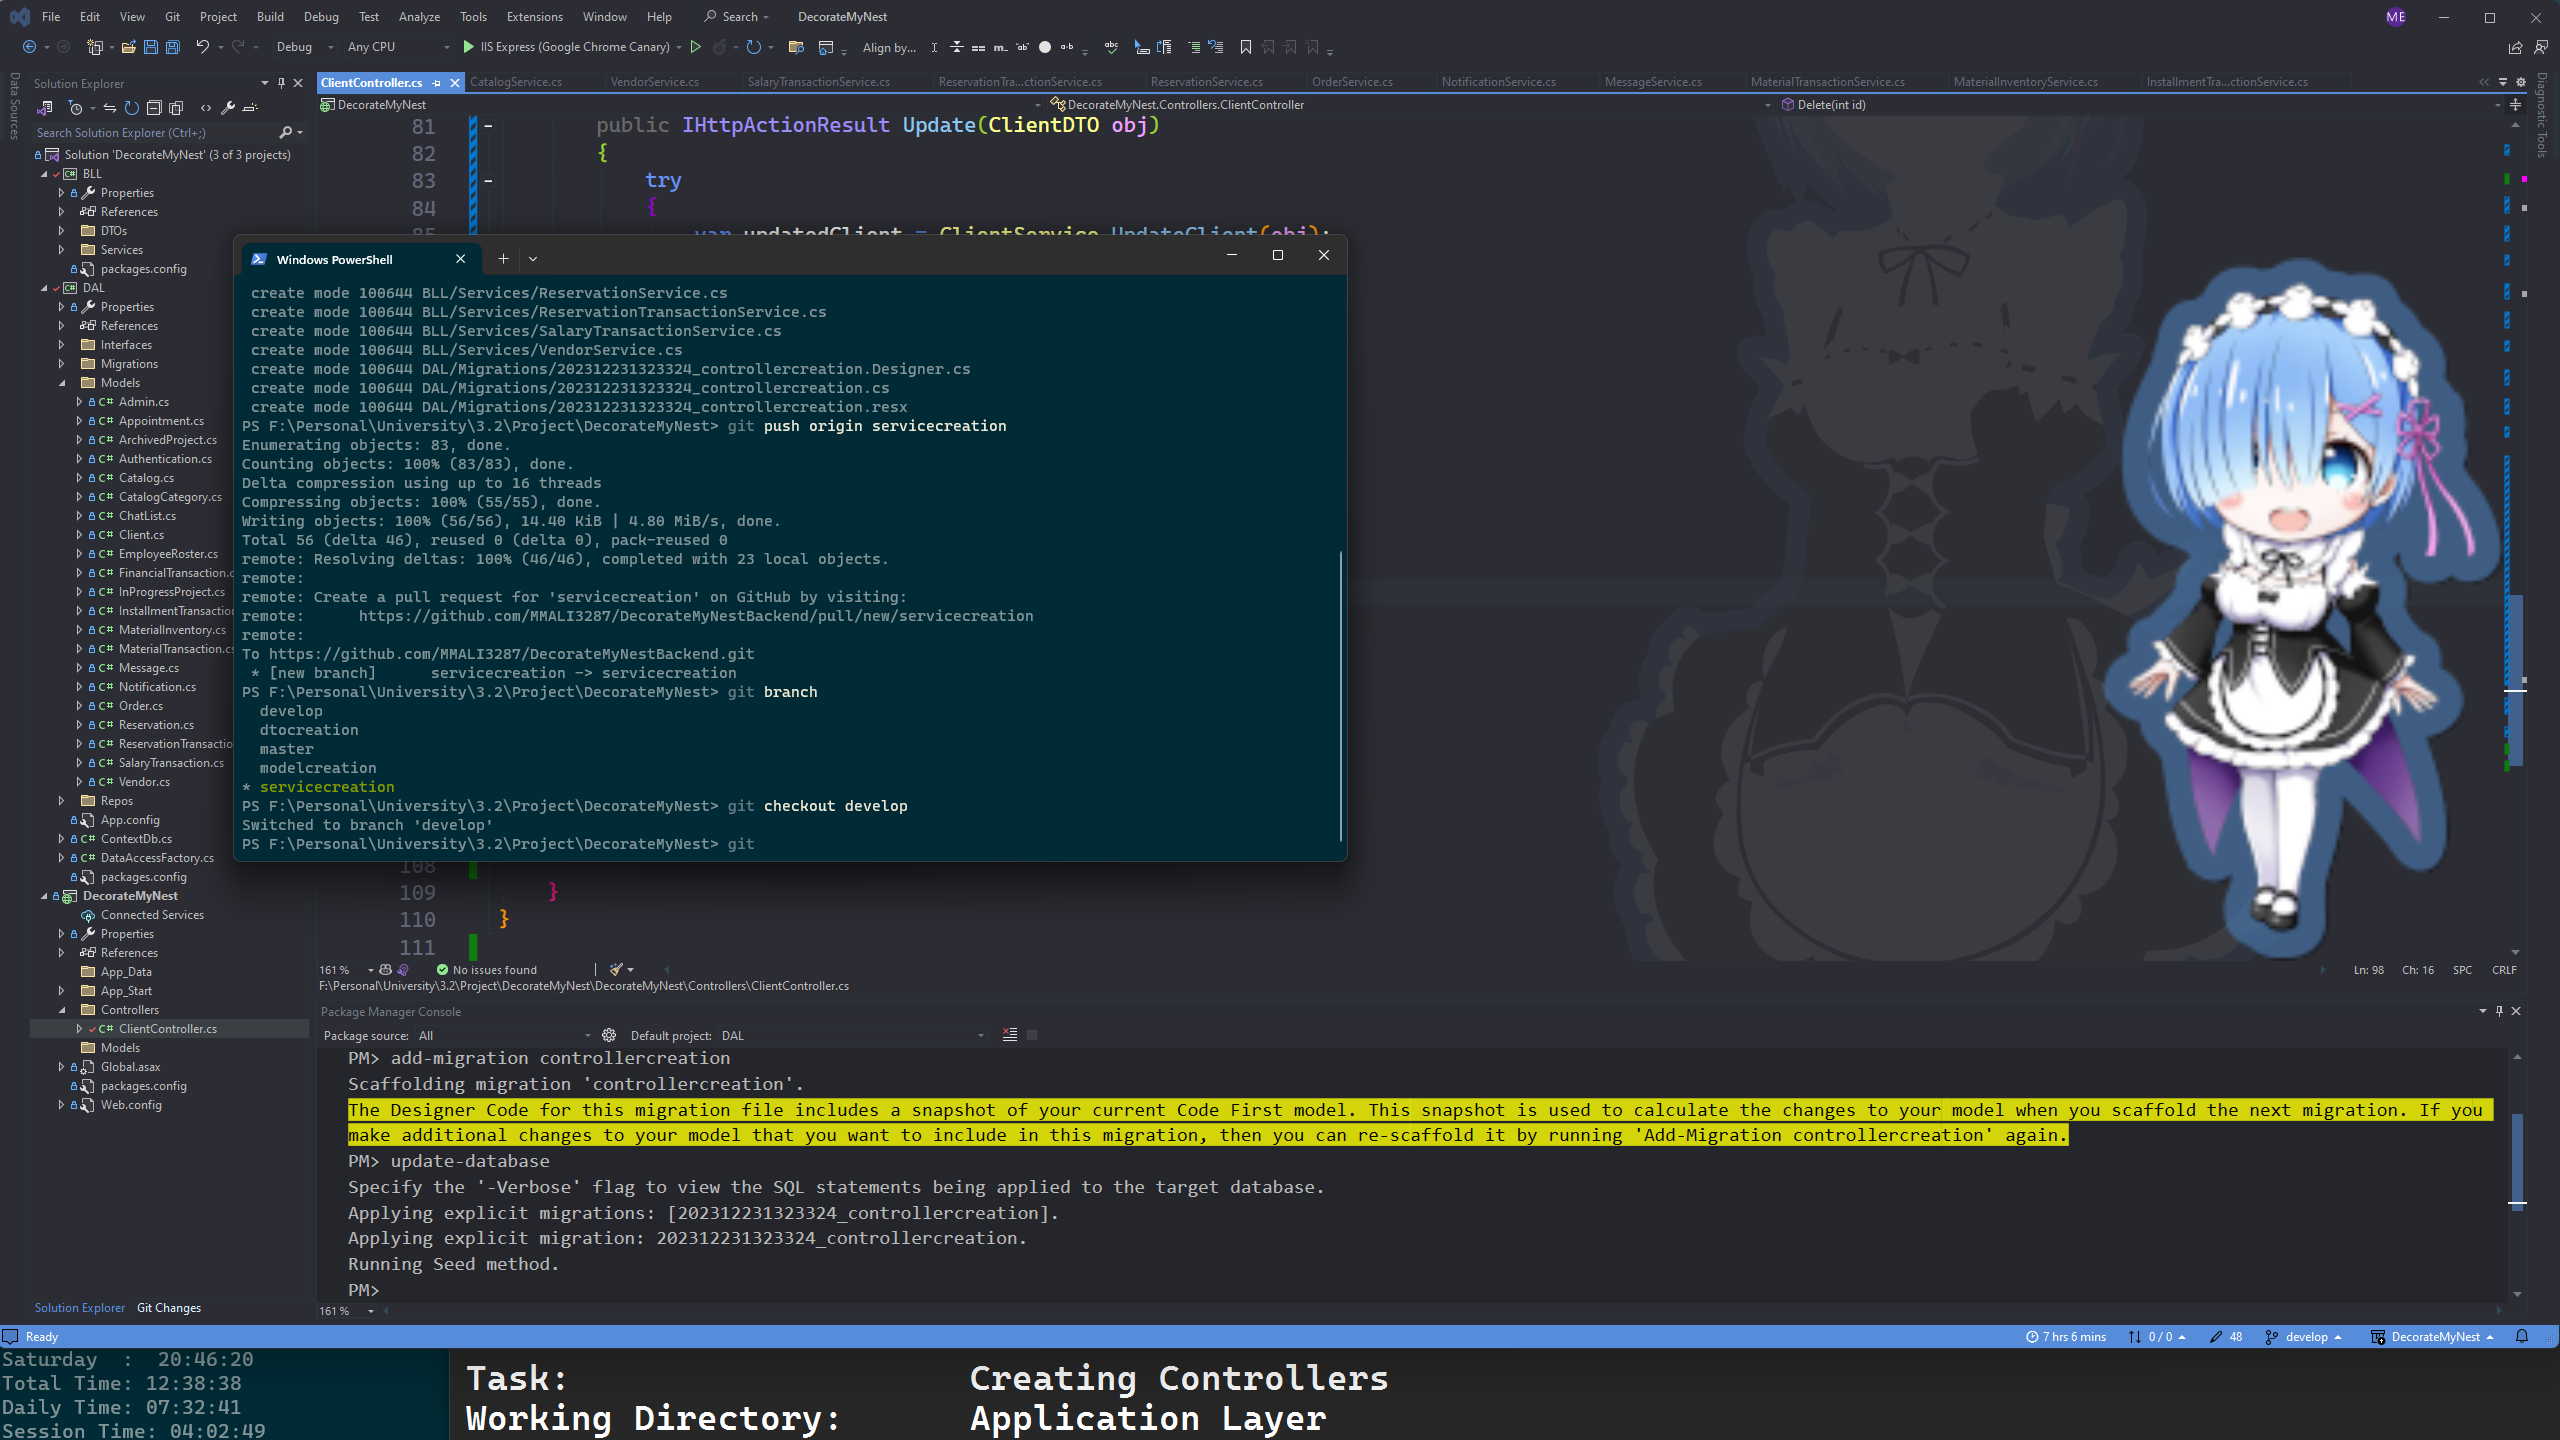 File Edit View Git Project Build Debug Test Analyze Tools Extensions Window Help Search DecorateMyNest ME
Debug Any CPU IIS Express (Google Chrome Canary) Align by...
Data Sources
Solution Explorer
Search Solution Explorer (Ctrl+;)
Solution 'DecorateMyNest' (3 of 3 projects)
BLL
Properties
References
DTOs
Services
packages.config
DAL
Properties
References
Interfaces
Migrations
Models
Admin.cs
Appointment.cs
ArchivedProject.cs
Authentication.cs
Catalog.cs
CatalogCategory.cs
ChatList.cs
Client.cs
EmployeeRoster.cs
FinancialTransaction.c
InProgressProject.cs
InstallmentTransaction
MaterialInventory.cs
MaterialTransaction.cs
Message.cs
Notification.cs
Order.cs
Reservation.cs
ReservationTransactio
SalaryTransaction.cs
Vendor.cs
Repos
App.config
ContextDb.cs
DataAccessFactory.cs
packages.config
DecorateMyNest
Connected Services
Properties
References
App_Data
App_Start
Controllers
ClientController.cs
Models
Global.asax
packages.config
Web.config
Solution Explorer Git Changes
ClientController.cs CatalogService.cs VendorService.cs SalaryTransactionService.cs ReservationTra...ctionService.cs ReservationService.cs OrderService.cs NotificationService.cs MessageService.cs MaterialTransactionService.cs MaterialInventoryService.cs InstallmentTra...ctionService.cs
DecorateMyNest DecorateMyNest.Controllers.ClientController Delete(int id)
Diagnostic Tools
81 public IHttpActionResult Update(ClientDTO obj)
82 {
83 try
84 {
85 var updatedClient = ClientService.UpdateClient(obj);
Windows PowerShell
create mode 100644 BLL/Services/ReservationService.cs
create mode 100644 BLL/Services/ReservationTransactionService.cs
create mode 100644 BLL/Services/SalaryTransactionService.cs
create mode 100644 BLL/Services/VendorService.cs
create mode 100644 DAL/Migrations/202312231323324_controllercreation.Designer.cs
create mode 100644 DAL/Migrations/202312231323324_controllercreation.cs
create mode 100644 DAL/Migrations/202312231323324_controllercreation.resx
PS F:\Personal\University\3.2\Project\DecorateMyNest> git push origin servicecreation
Enumerating objects: 83, done.
Counting objects: 100% (83/83), done.
Delta compression using up to 16 threads
Compressing objects: 100% (55/55), done.
Writing objects: 100% (56/56), 14.40 KiB | 4.80 MiB/s, done.
Total 56 (delta 46), reused 0 (delta 0), pack-reused 0
remote: Resolving deltas: 100% (46/46), completed with 23 local objects.
remote:
remote: Create a pull request for 'servicecreation' on GitHub by visiting:
remote: https://github.com/MMALI3287/DecorateMyNestBackend/pull/new/servicecreation
remote:
To https://github.com/MMALI3287/DecorateMyNestBackend.git
* [new branch] servicecreation -> servicecreation
PS F:\Personal\University\3.2\Project\DecorateMyNest> git branch
develop
dtocreation
master
modelcreation
* servicecreation
PS F:\Personal\University\3.2\Project\DecorateMyNest> git checkout develop
Switched to branch 'develop'
PS F:\Personal\University\3.2\Project\DecorateMyNest> git
108
109 }
110 }
111
161 % No issues found Ln: 98 Ch: 16 SPC CRLF
F:\Personal\University\3.2\Project\DecorateMyNest\DecorateMyNest\Controllers\ClientController.cs
Package Manager Console
Package source: All Default project: DAL
PM> add-migration controllercreation
Scaffolding migration 'controllercreation'.
The Designer Code for this migration file includes a snapshot of your current Code First model. This snapshot is used to calculate the changes to your model when you scaffold the next migration. If you
make additional changes to your model that you want to include in this migration, then you can re-scaffold it by running 'Add-Migration controllercreation' again.
PM> update-database
Specify the '-Verbose' flag to view the SQL statements being applied to the target database.
Applying explicit migrations: [202312231323324_controllercreation].
Applying explicit migration: 202312231323324_controllercreation.
Running Seed method.
PM>
161 %
Ready 7 hrs 6 mins 0 / 0 48 develop DecorateMyNest
Saturday : 20:46:20
Total Time: 12:38:38
Daily Time: 07:32:41
Session Time: 04:02:49
Task: Creating Controllers
Working Directory: Application Layer